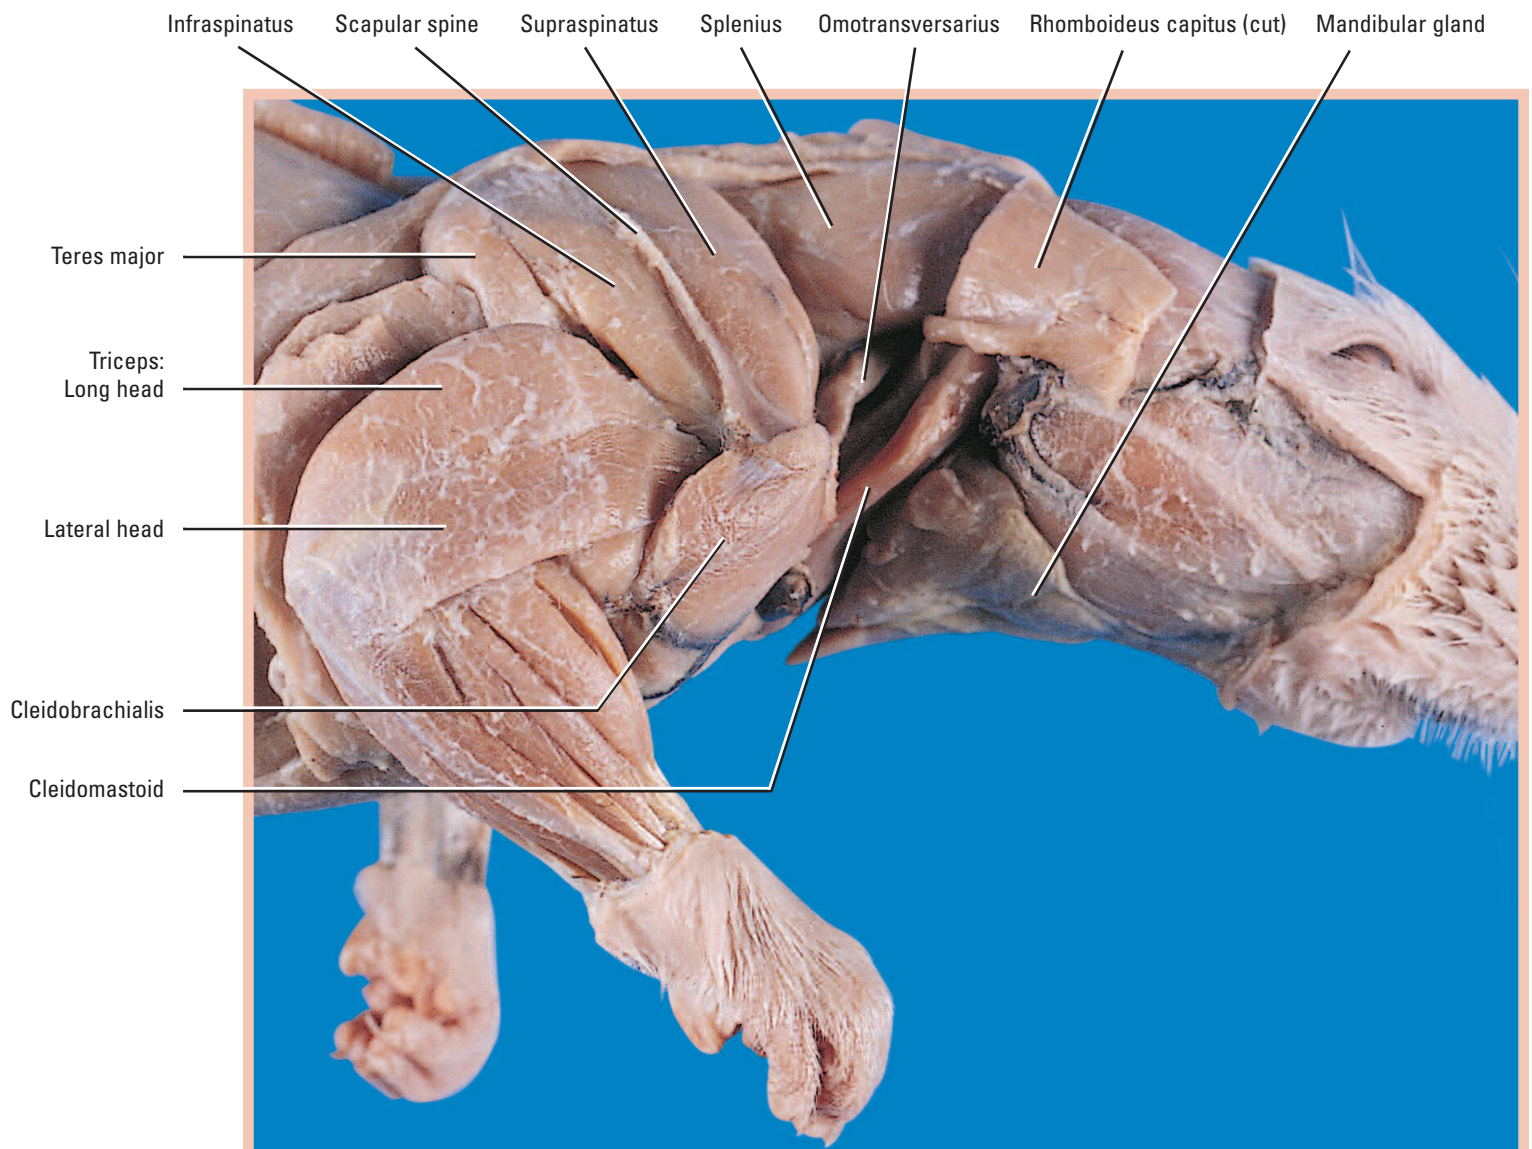 Infraspinatus
Scapular spine
Supraspinatus
Splenius
Omotransversarius
Rhomboideus capitus (cut)
Mandibular gland
Teres major
Triceps:
Long head
Lateral head
Cleidobrachialis
Cleidomastoid